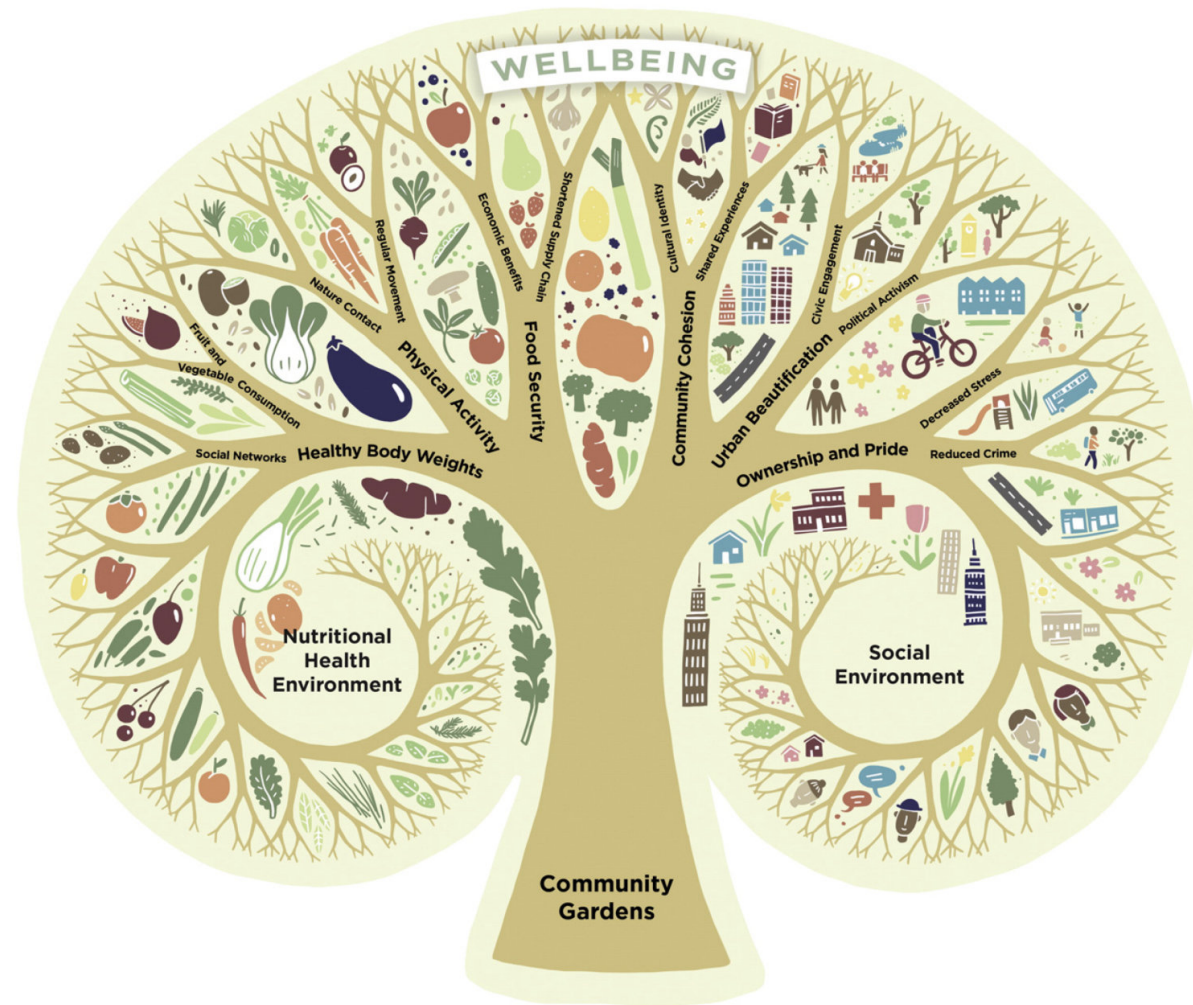 WELLBEING
Social Networks
Healthy Body Weights
Fruit and
Vegetable Consumption
Nature Contact
Regular Movement
Physical Activity
Economic Benefits
Shortened Supply Chain
Food Security
Cultural Identity
Shared Experiences
Community Cohesion
Civic Engagement
Political Activism
Urban Beautification
Decreased Stress
Reduced Crime
Ownership and Pride
Nutritional
Health
Environment
Social
Environment
Community
Gardens